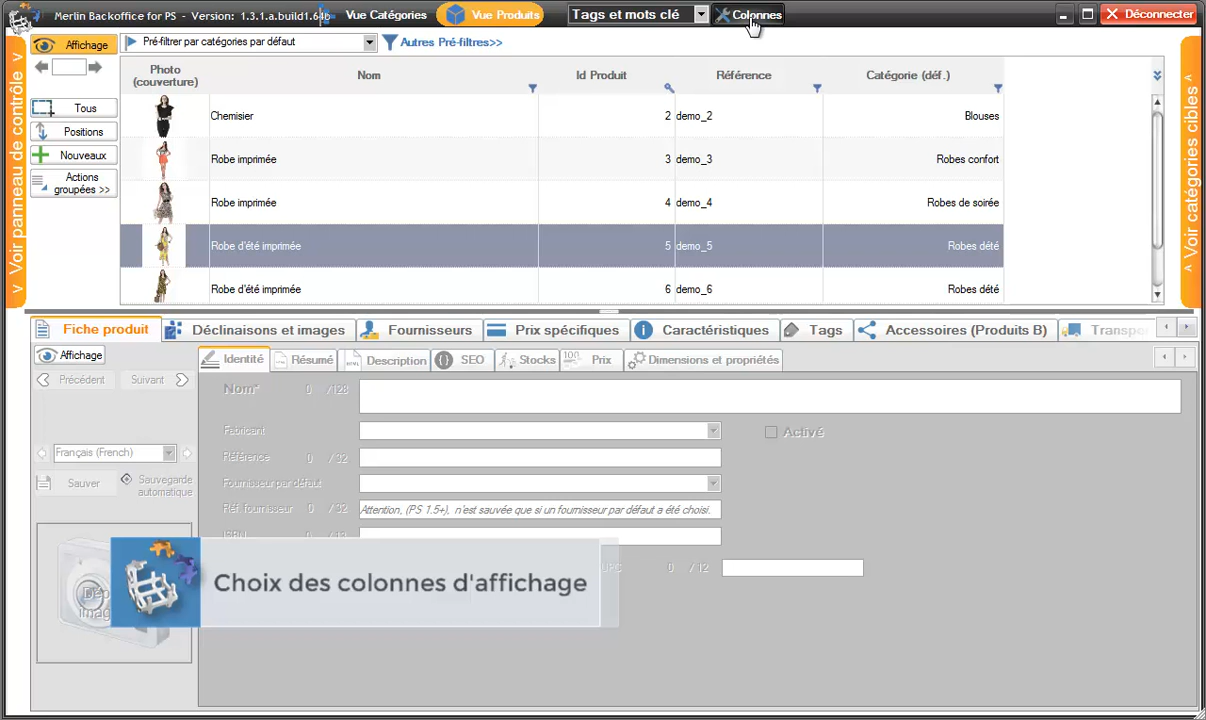 Merlin Backoffice for PS - Version: 1.3.1.a.build1.64b
Vue Catégories
Vue Produits
Tags et mots clé
Colonnes
Déconnecter
Voir panneau de contrôle
Affichage
Pré-filtrer par catégories par défaut
Autres Pré-filtres>>
Tous
Positions
Nouveaux
Actions
groupées >>
Photo
(couverture)
Nom
Id Produit
Référence
Catégorie (déf.)
Chemisier 2 demo_2 Blouses
Robe imprimée 3 demo_3 Robes confort
Robe imprimée 4 demo_4 Robes de soirée
Robe d'été imprimée 5 demo_5 Robes dété
Robe d'été imprimée 6 demo_6 Robes dété
Voir catégories cibles
Fiche produit
Déclinaisons et images
Fournisseurs
Prix spécifiques
Caractéristiques
Tags
Accessoires (Produits B)
Affichage
Précédent
Suivant
Français (French)
Sauver
Sauvegarde
automatique
Identité
Résumé
Description
SEO
Stocks
Prix
Dimensions et propriétés
Nom* 0 /128
Fabricant
Activé
Référence 0 / 32
Fournisseur par défaut
Réf. fournisseur 0 / 32
Attention, (PS 1.5+), n'est sauvée que si un fournisseur par défaut a été choisi.
UPC 0 / 12
Choix des colonnes d'affichage